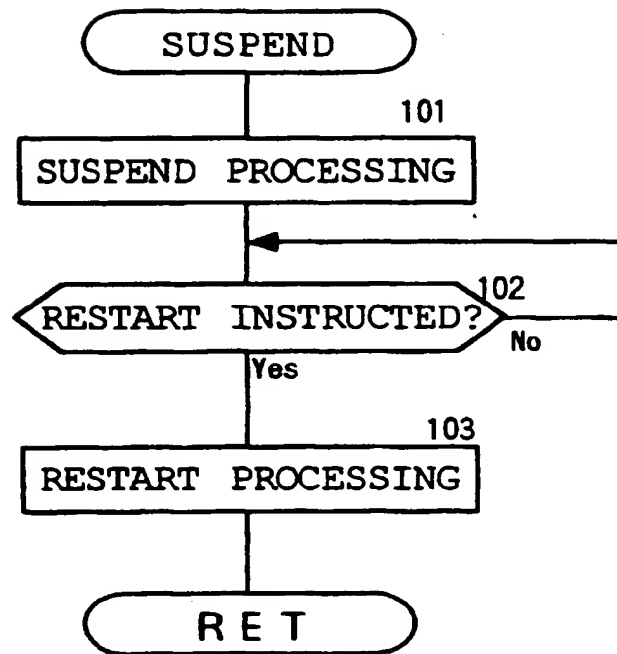 SUSPEND
101
SUSPEND PROCESSING
102
RESTART INSTRUCTED?
No
Yes
103
RESTART PROCESSING
RET